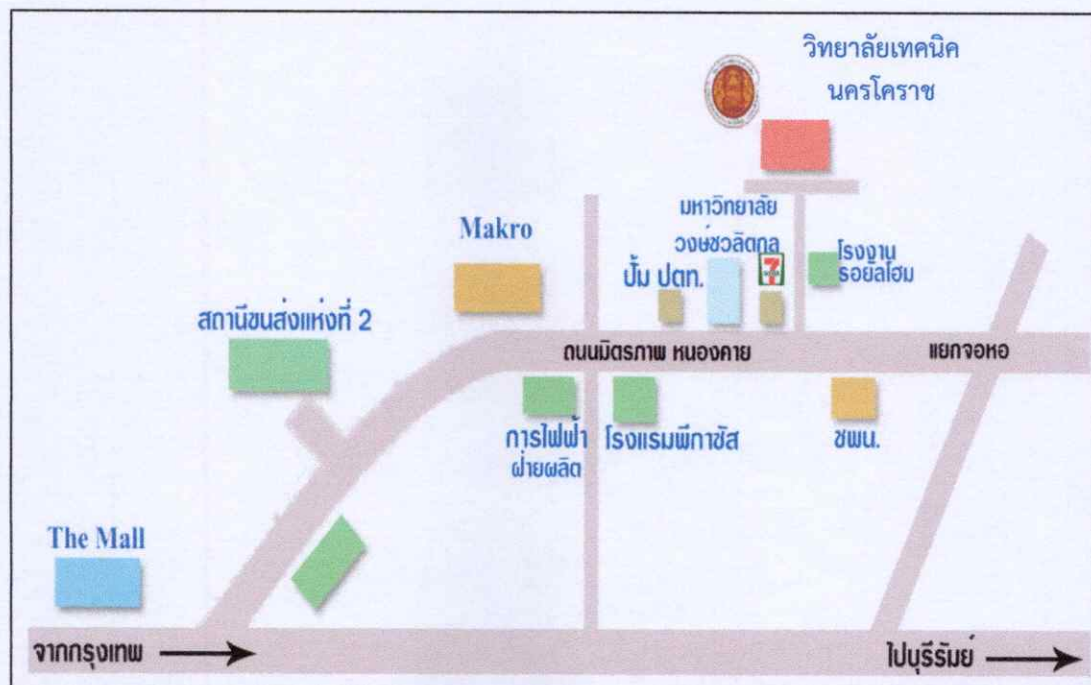 วิทยาลัยเทคนิค
นครโคราช
มหาวิทยาลัย
วงษ์ชวลิตกุล
Makro
ปั้ม ปตท.
7
โรงงาน
รอยัลโฮม
สถานีขนส่งแห่งที่ 2
ถนนมิตรภาพ หนองคาย
แยกจอหอ
การไฟฟ้า
ฝ่ายผลิต
โรงแรมพีกาซัส
ชพน.
The Mall
จากกรุงเทพ
ไปบุรีรัมย์